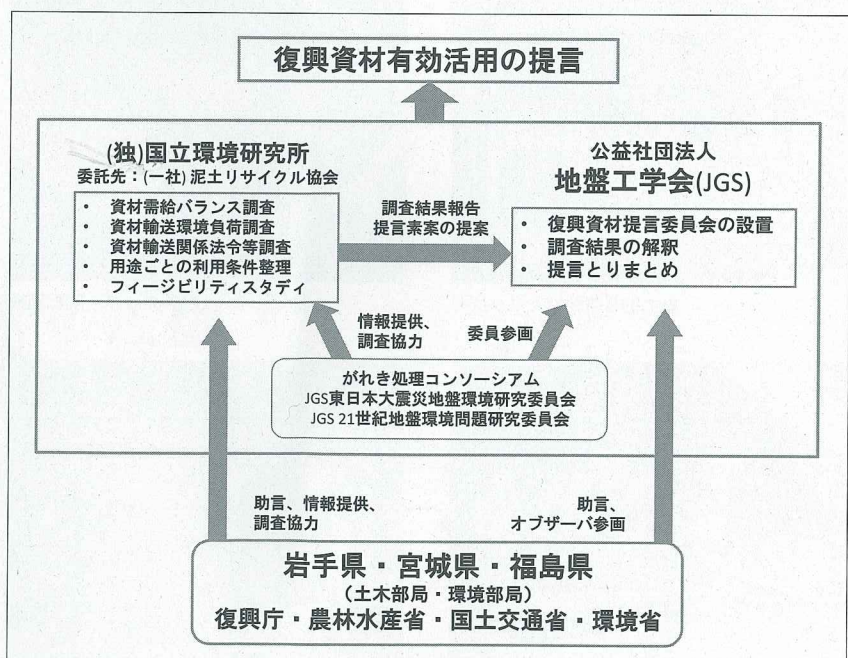 復興資材有効活用の提言
(独)国立環境研究所
委託先：(一社) 泥土リサイクル協会
・ 資材需給バランス調査
・ 資材輸送環境負荷調査
・ 資材輸送関係法令等調査
・ 用途ごとの利用条件整理
・ フィージビリティスタディ
調査結果報告
提言素案の提案
公益社団法人
地盤工学会(JGS)
・ 復興資材提言委員会の設置
・ 調査結果の解釈
・ 提言とりまとめ
情報提供、
調査協力
委員参画
がれき処理コンソーシアム
JGS東日本大震災地盤環境研究委員会
JGS 21世紀地盤環境問題研究委員会
助言、情報提供、
調査協力
助言、
オブザーバ参画
岩手県・宮城県・福島県
（土木部局・環境部局）
復興庁・農林水産省・国土交通省・環境省